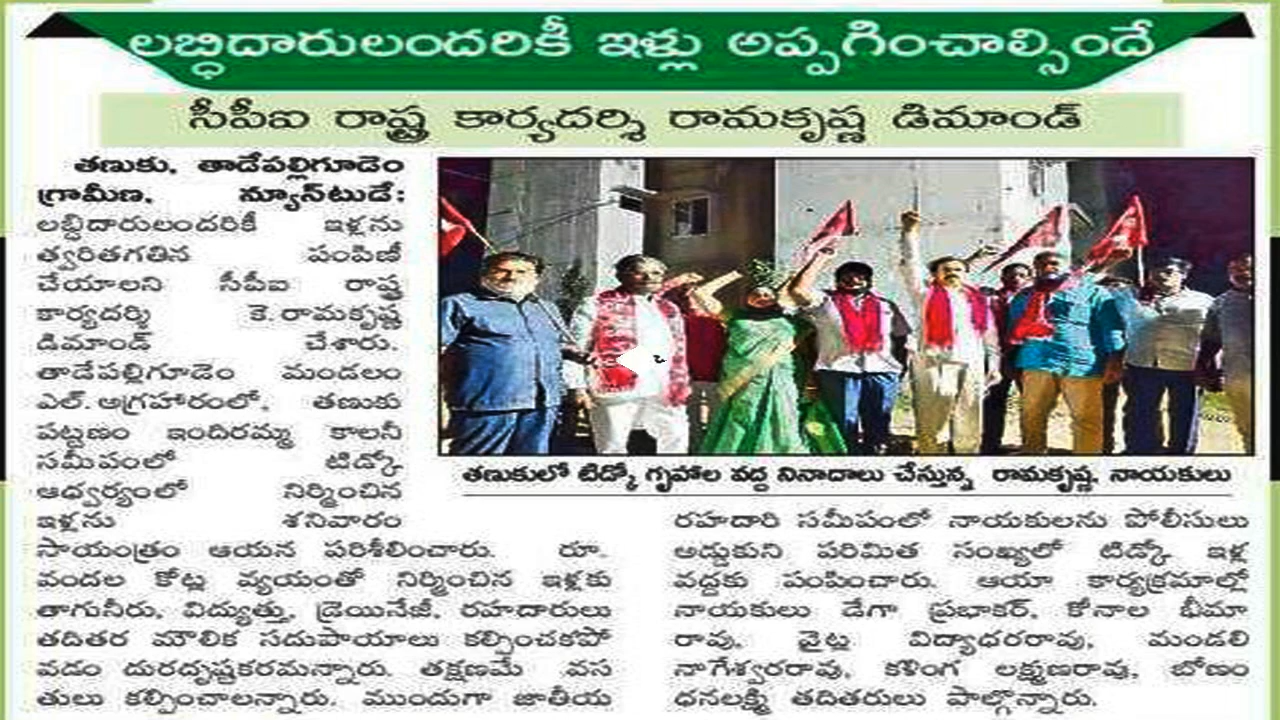 లబ్ధిదారులందరికీ ఇళ్లు అప్పగించాల్సిందే
సీపీఐ రాష్ట్ర కార్యదర్శి రామకృష్ణ డిమాండ్
తణుకు, తాడేపల్లిగూడెం
గ్రామీణ, న్యూస్‌టుడే:
లబ్ధిదారులందరికీ ఇళ్లను
త్వరితగతిన పంపిణీ
చేయాలని సీపీఐ రాష్ట్ర
కార్యదర్శి కె.రామకృష్ణ
డిమాండ్ చేశారు.
తాడేపల్లిగూడెం మండలం
ఎల్.అగ్రహారంలో, తణుకు
పట్టణం ఇందిరమ్మ కాలనీ
సమీపంలో టిడ్కో
ఆధ్వర్యంలో నిర్మించిన
ఇళ్లను శనివారం
సాయంత్రం ఆయన పరిశీలించారు. రూ.
వందల కోట్ల వ్యయంతో నిర్మించిన ఇళ్లకు
తాగునీరు, విద్యుత్తు, డ్రెయినేజీ, రహదారులు
తదితర మౌలిక సదుపాయాలు కల్పించకపో
వడం దురదృష్టకరమన్నారు. తక్షణమే వస
తులు కల్పించాలన్నారు. ముందుగా జాతీయ
తణుకులో టిడ్కో గృహాల వద్ద నినాదాలు చేస్తున్న రామకృష్ణ, నాయకులు
రహదారి సమీపంలో నాయకులను పోలీసులు
అడ్డుకుని పరిమిత సంఖ్యలో టిడ్కో ఇళ్ల
వద్దకు పంపించారు. ఆయా కార్యక్రమాల్లో
నాయకులు డేగా ప్రభాకర్, కోనాల భీమా
రావు, చైట్ల విద్యాధరరావు, మండలి
నాగేశ్వరరావు, కళింగ లక్ష్మణరావు, బోణం
ధనలక్ష్మి తదితరులు పాల్గొన్నారు.